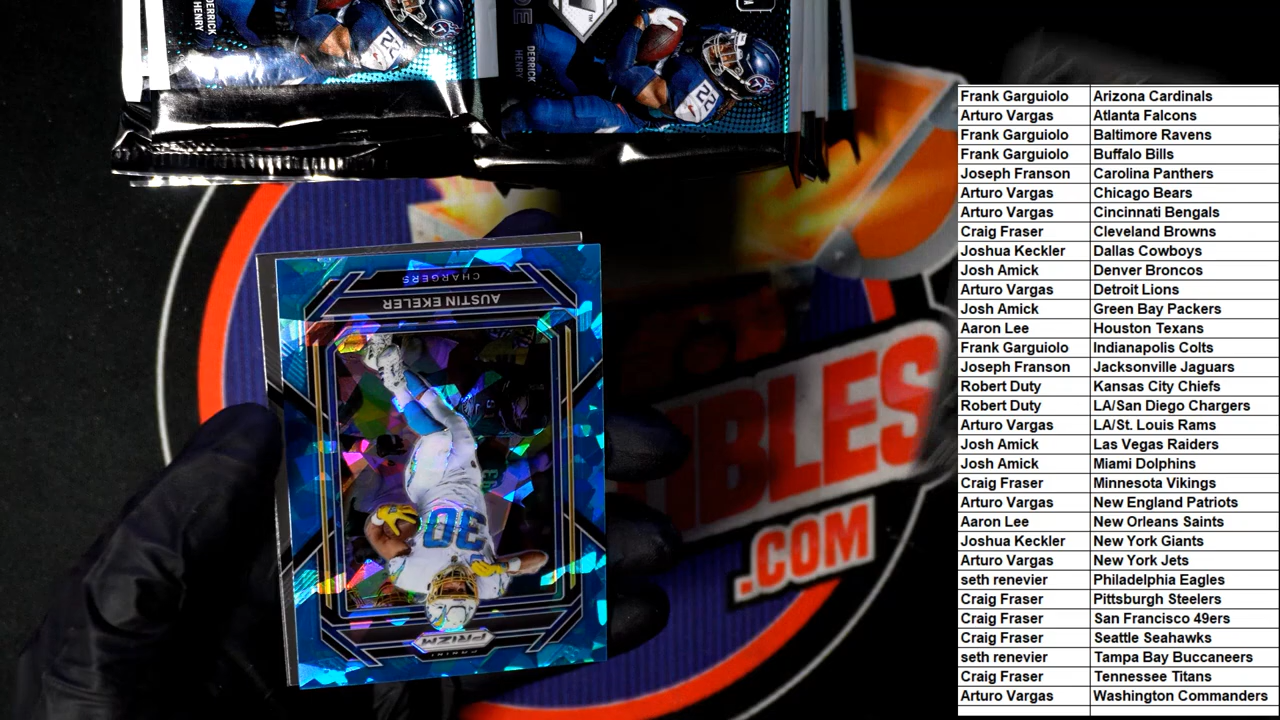 DERRICK
HENRY
22
DERRICK
HENRY
22
CHARGERS
AUSTIN EKELER
30
PRIZM
PANINI
IBLES
.COM
Frank Garguiolo Arizona Cardinals
Arturo Vargas Atlanta Falcons
Frank Garguiolo Baltimore Ravens
Frank Garguiolo Buffalo Bills
Joseph Franson Carolina Panthers
Arturo Vargas Chicago Bears
Arturo Vargas Cincinnati Bengals
Craig Fraser Cleveland Browns
Joshua Keckler Dallas Cowboys
Josh Amick Denver Broncos
Arturo Vargas Detroit Lions
Josh Amick Green Bay Packers
Aaron Lee Houston Texans
Frank Garguiolo Indianapolis Colts
Joseph Franson Jacksonville Jaguars
Robert Duty Kansas City Chiefs
Robert Duty LA/San Diego Chargers
Arturo Vargas LA/St. Louis Rams
Josh Amick Las Vegas Raiders
Josh Amick Miami Dolphins
Craig Fraser Minnesota Vikings
Arturo Vargas New England Patriots
Aaron Lee New Orleans Saints
Joshua Keckler New York Giants
Arturo Vargas New York Jets
seth renevier Philadelphia Eagles
Craig Fraser Pittsburgh Steelers
Craig Fraser San Francisco 49ers
Craig Fraser Seattle Seahawks
seth renevier Tampa Bay Buccaneers
Craig Fraser Tennessee Titans
Arturo Vargas Washington Commanders